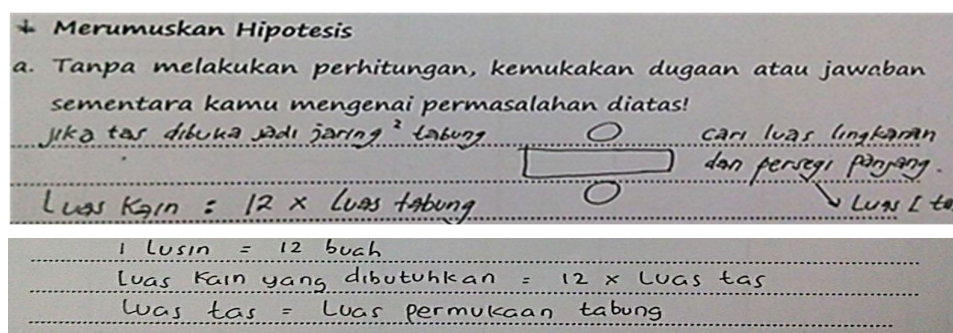 Merumuskan Hipotesis
a. Tanpa melakukan perhitungan, kemukakan dugaan atau jawaban
sementara kamu mengenai permasalahan diatas!
Jika tas dibuka jadi jaring² tabung cari luas lingkaran
dan persegi panjang.
Luas Kain = 12 x Luas tabung Luas 1
1 Lusin = 12 buah
Luas Kain yang dibutuhkan = 12 x Luas tas
Luas tas = Luas permukaan tabung